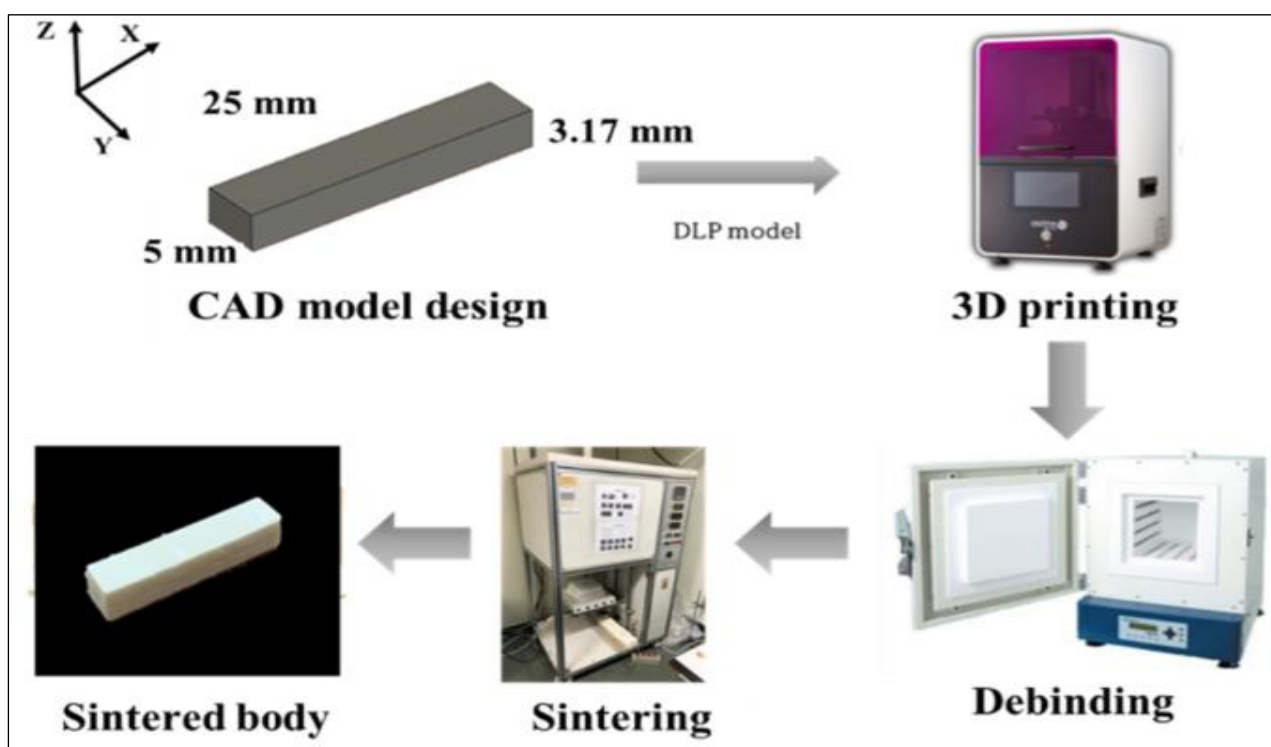 Z
X
Y
25 mm
3.17 mm
5 mm
CAD model design
DLP model
3D printing
Debinding
Sintering
Sintered body